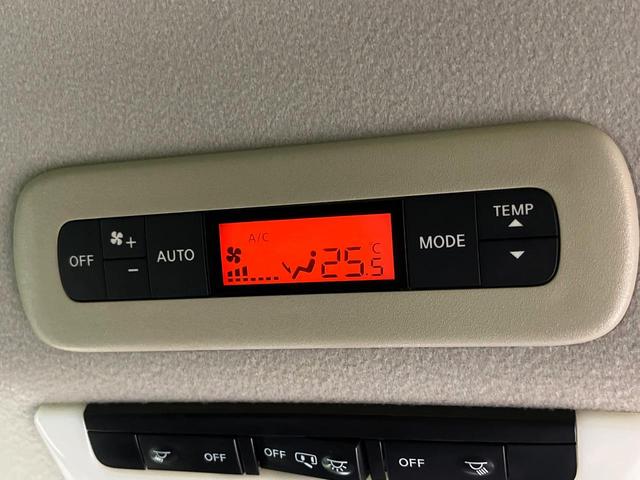 OFF + - AUTO MODE TEMP
A/C
25.5 °C
OFF OFF OFF